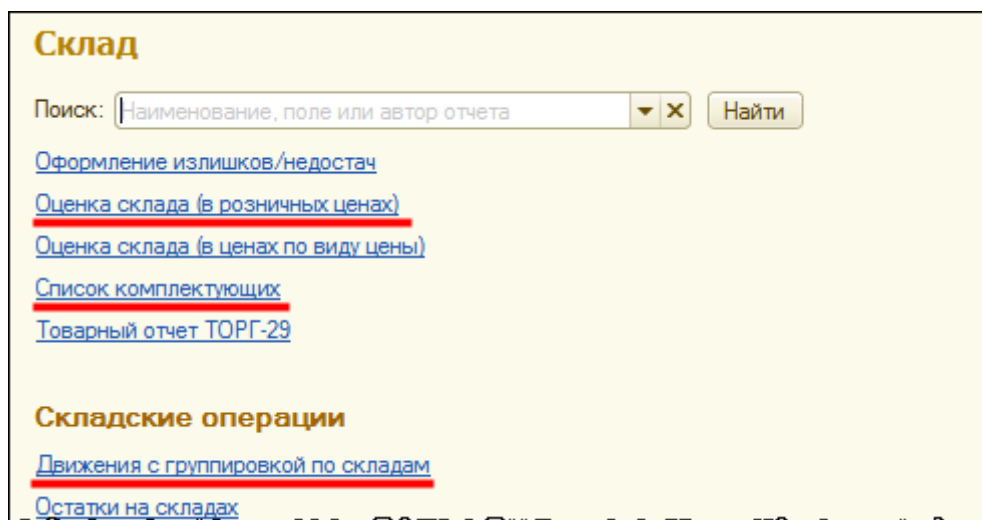 Склад
Поиск: Наименование, поле или автор отчета Найти
Оформление излишков/недостач
Оценка склада (в розничных ценах)
Оценка склада (в ценах по виду цены)
Список комплектующих
Товарный отчет ТОРГ-29
Складские операции
Движения с группировкой по складам
Остатки на складах